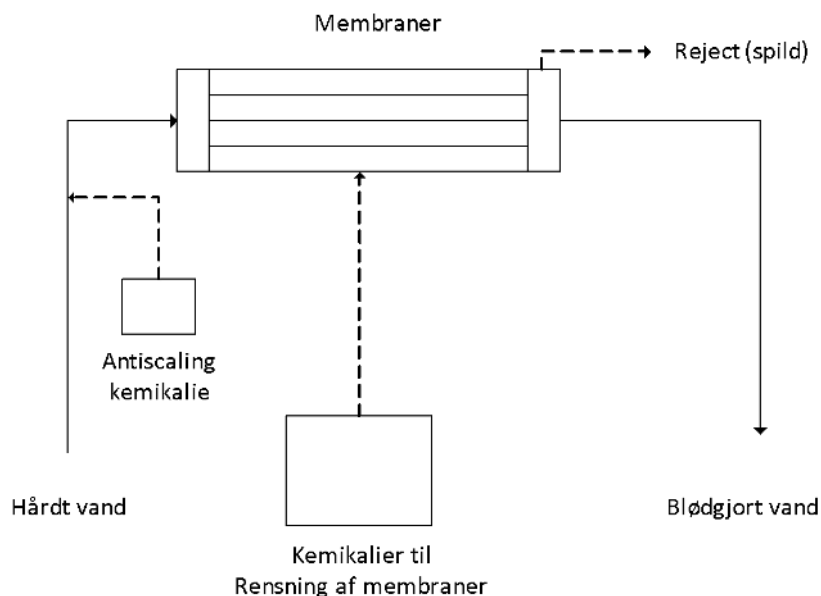 Membraner
Reject (spild)
Antiscaling
kemikalie
Hårdt vand
Blødgjort vand
Kemikalier til
Rensning af membraner